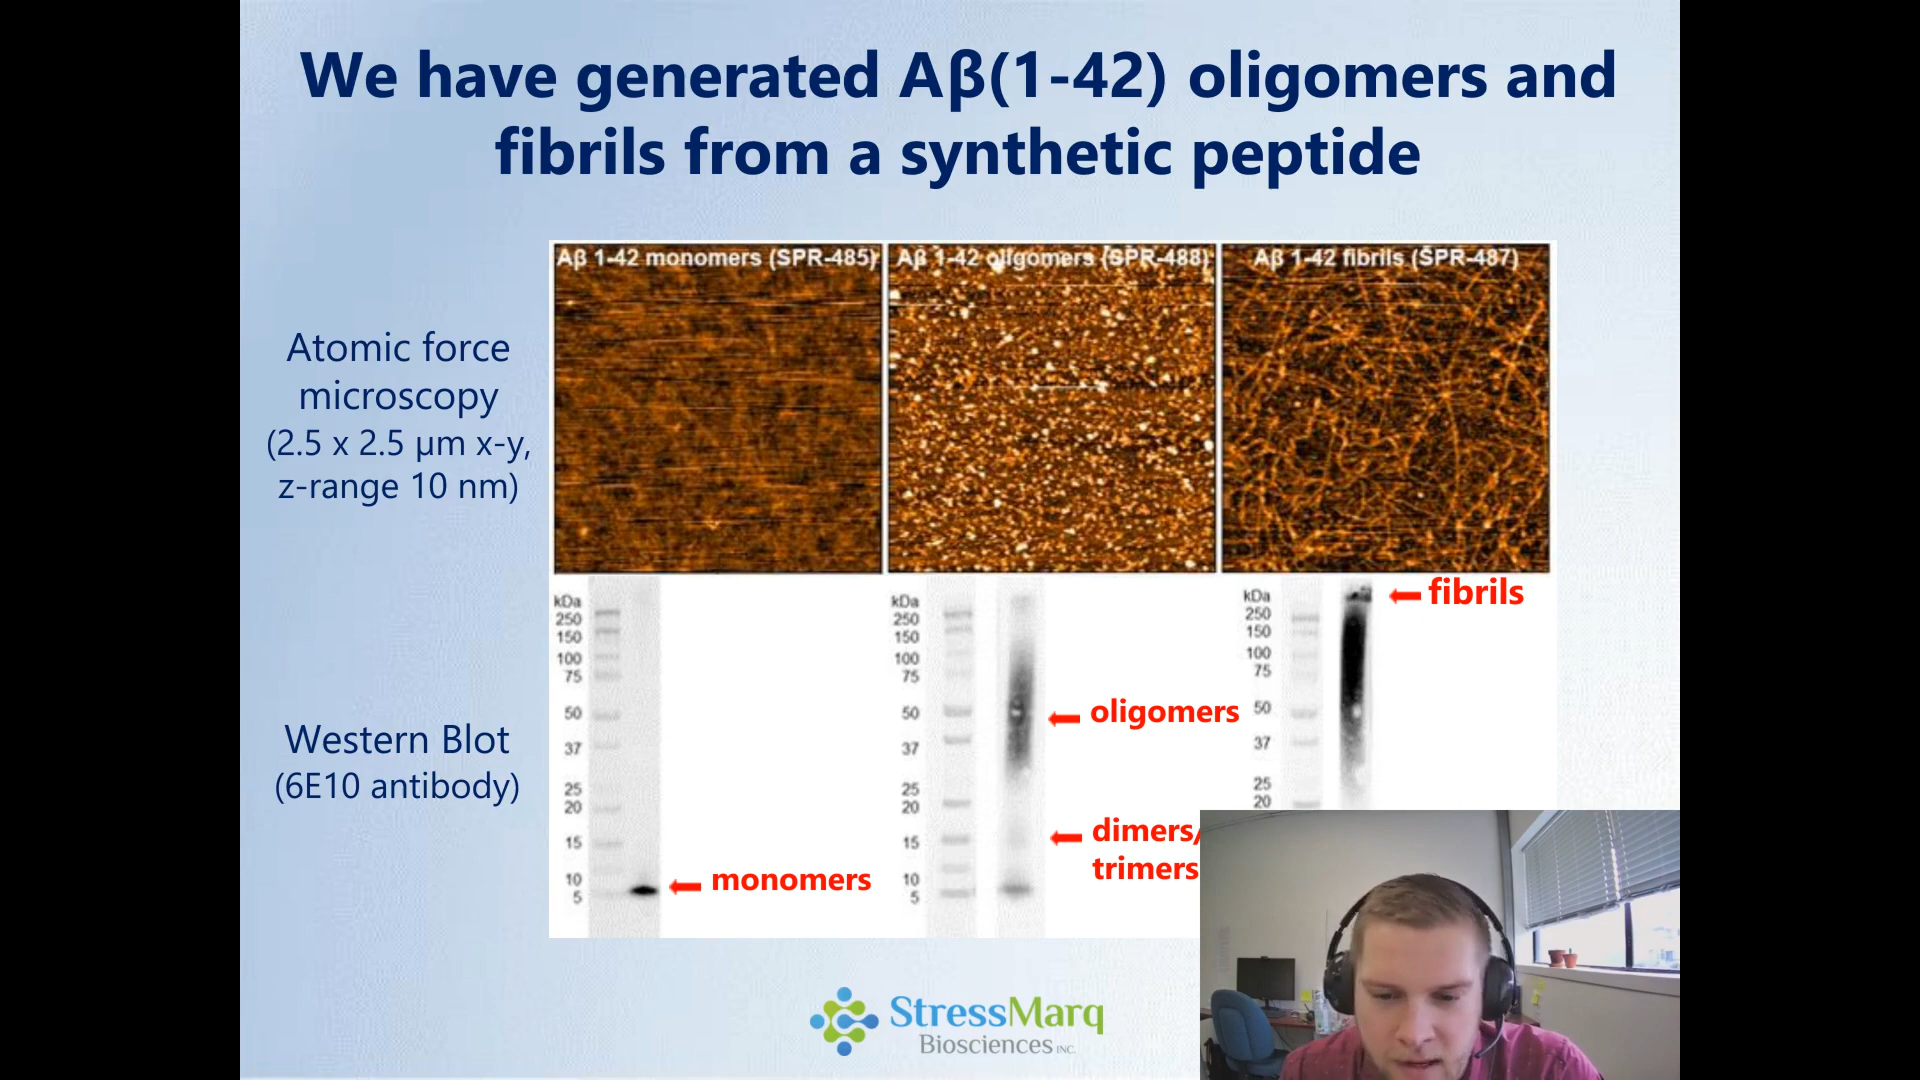 We have generated Aβ(1-42) oligomers and
fibrils from a synthetic peptide
Aβ 1-42 monomers (SPR-485)
Aβ 1-42 oligomers (SPR-488)
Aβ 1-42 fibrils (SPR-487)
Atomic force
microscopy
(2.5 x 2.5 µm x-y,
z-range 10 nm)
Western Blot
(6E10 antibody)
kDa
250
150
100
75
50
37
25
20
15
10
5
monomers
kDa
250
150
100
75
50
37
25
20
15
10
5
oligomers
dimers/
trimers
kDa
250
150
100
75
50
37
25
20
fibrils
StressMarq
Biosciences INC.